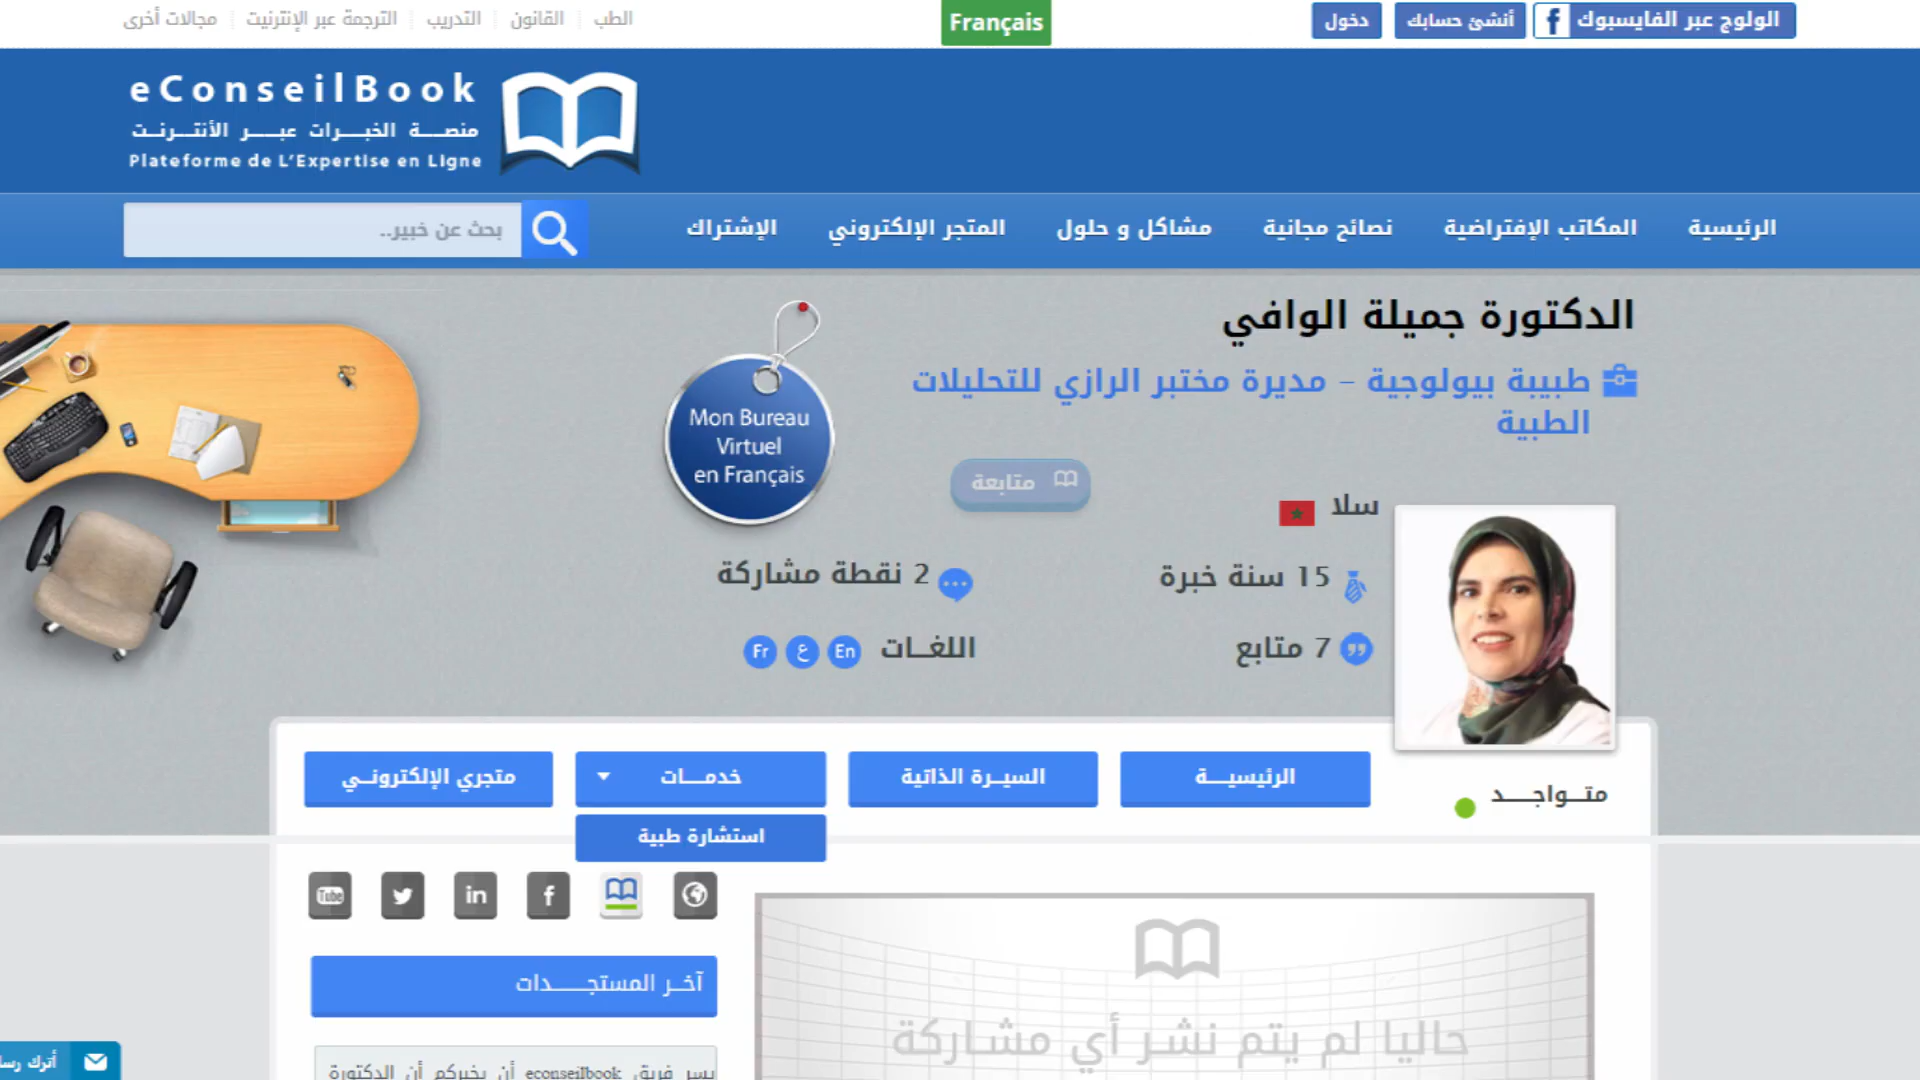 الولوج عبر الفايسبوك
أنشئ حسابك
دخول
Français
الطب
القانون
التدريب
الترجمة عبر الإنترنيت
مجالات أخرى
eConseilBook
منصة الخبرات عبر الأنترنت
Plateforme de L'Expertise en Ligne
الرئيسية
المكاتب الإفتراضية
نصائح مجانية
مشاكل و حلول
المتجر الإلكتروني
الإشتراك
بحث عن خبير..
الدكتورة جميلة الوافي
طبيبة بيولوجية – مديرة مختبر الرازي للتحليلات
الطبية
Mon Bureau
Virtuel
en Français
متابعة
سلا
15 سنة خبرة
2 نقطة مشاركة
7 متابع
اللغات
En
ع
Fr
متواجد
الرئيسية
السيرة الذاتية
خدمات
متجري الإلكتروني
استشارة طبية
Tube
in
f
آخر المستجدات
حاليا لم يتم نشر أي مشاركة
يسر فريق econseilbook أن يخبركم أن الدكتورة
أترك